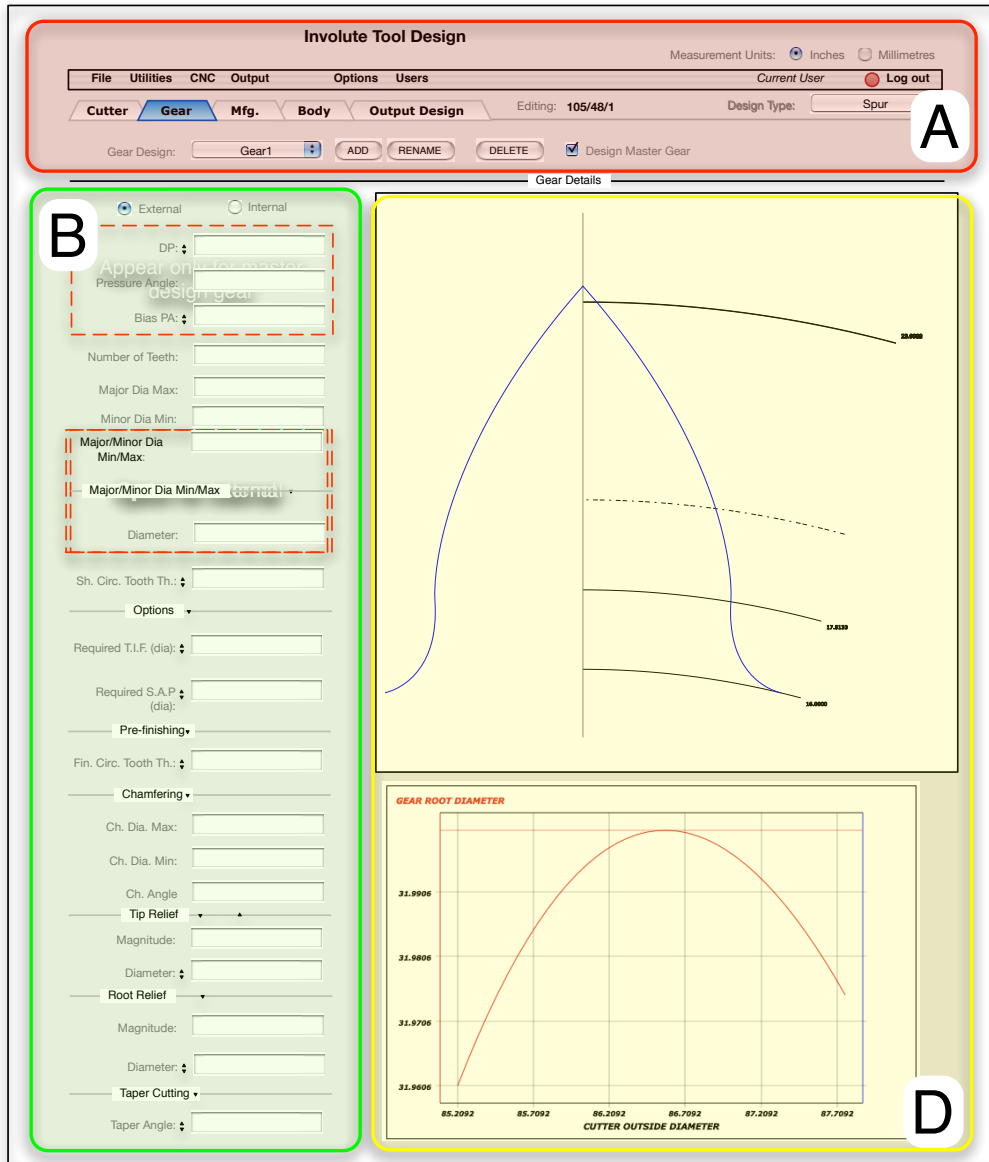 Involute Tool Design
Measurement Units: Inches Millimetres
File Utilities CNC Output Options Users Current User Log out
Cutter Gear Mfg. Body Output Design Editing: 105/48/1 Design Type: Spur
A
Gear Design: Gear1 ADD RENAME DELETE Design Master Gear
Gear Details
B
External Internal
DP:
Appear only for master
Pressure Angle:
design gear
Bias PA:
Number of Teeth:
Major Dia Max:
Minor Dia Min:
Major/Minor Dia
Min/Max:
Major/Minor Dia Min/Max
Diameter:
Sh. Circ. Tooth Th.:
Options
Required T.I.F. (dia):
Required S.A.P
(dia):
Pre-finishing
Fin. Circ. Tooth Th.:
Chamfering
Ch. Dia. Max:
Ch. Dia. Min:
Ch. Angle
Tip Relief
Magnitude:
Diameter:
Root Relief
Magnitude:
Diameter:
Taper Cutting
Taper Angle:
17.5133
16.0000
GEAR ROOT DIAMETER
31.9906
31.9806
31.9706
31.9606
85.2092 85.7092 86.2092 86.7092 87.2092 87.7092
CUTTER OUTSIDE DIAMETER
D